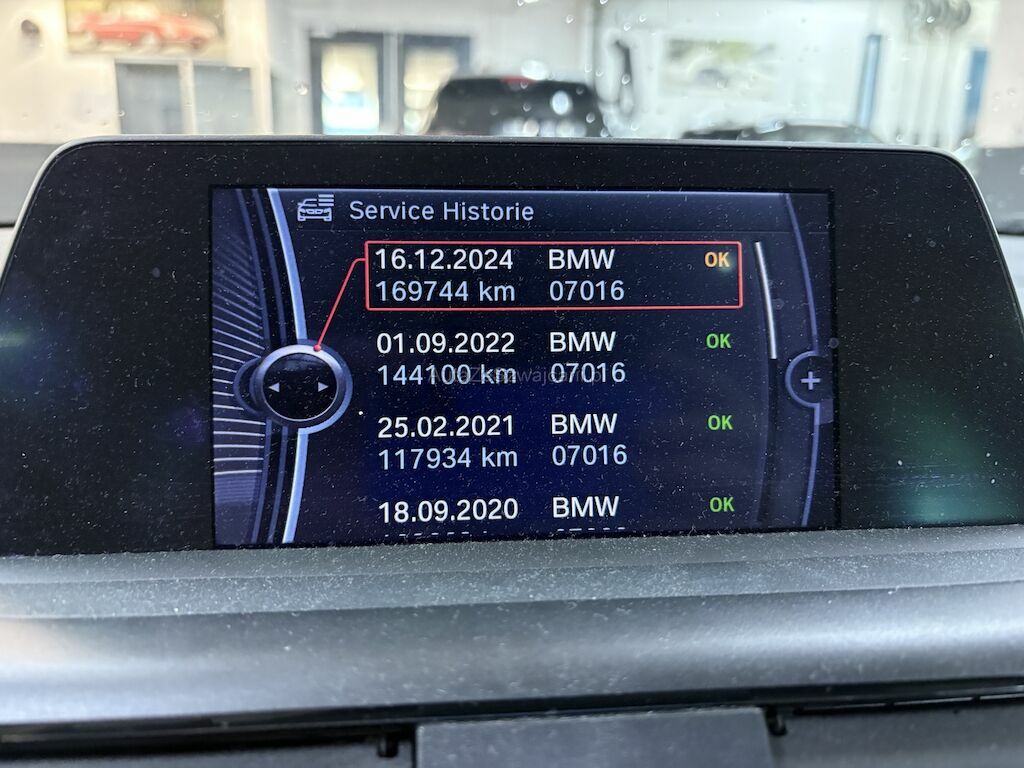 Service Historie
16.12.2024 BMW OK
169744 km 07016
01.09.2022 BMW OK
144100 km 07016
25.02.2021 BMW OK
117934 km 07016
18.09.2020 BMW OK